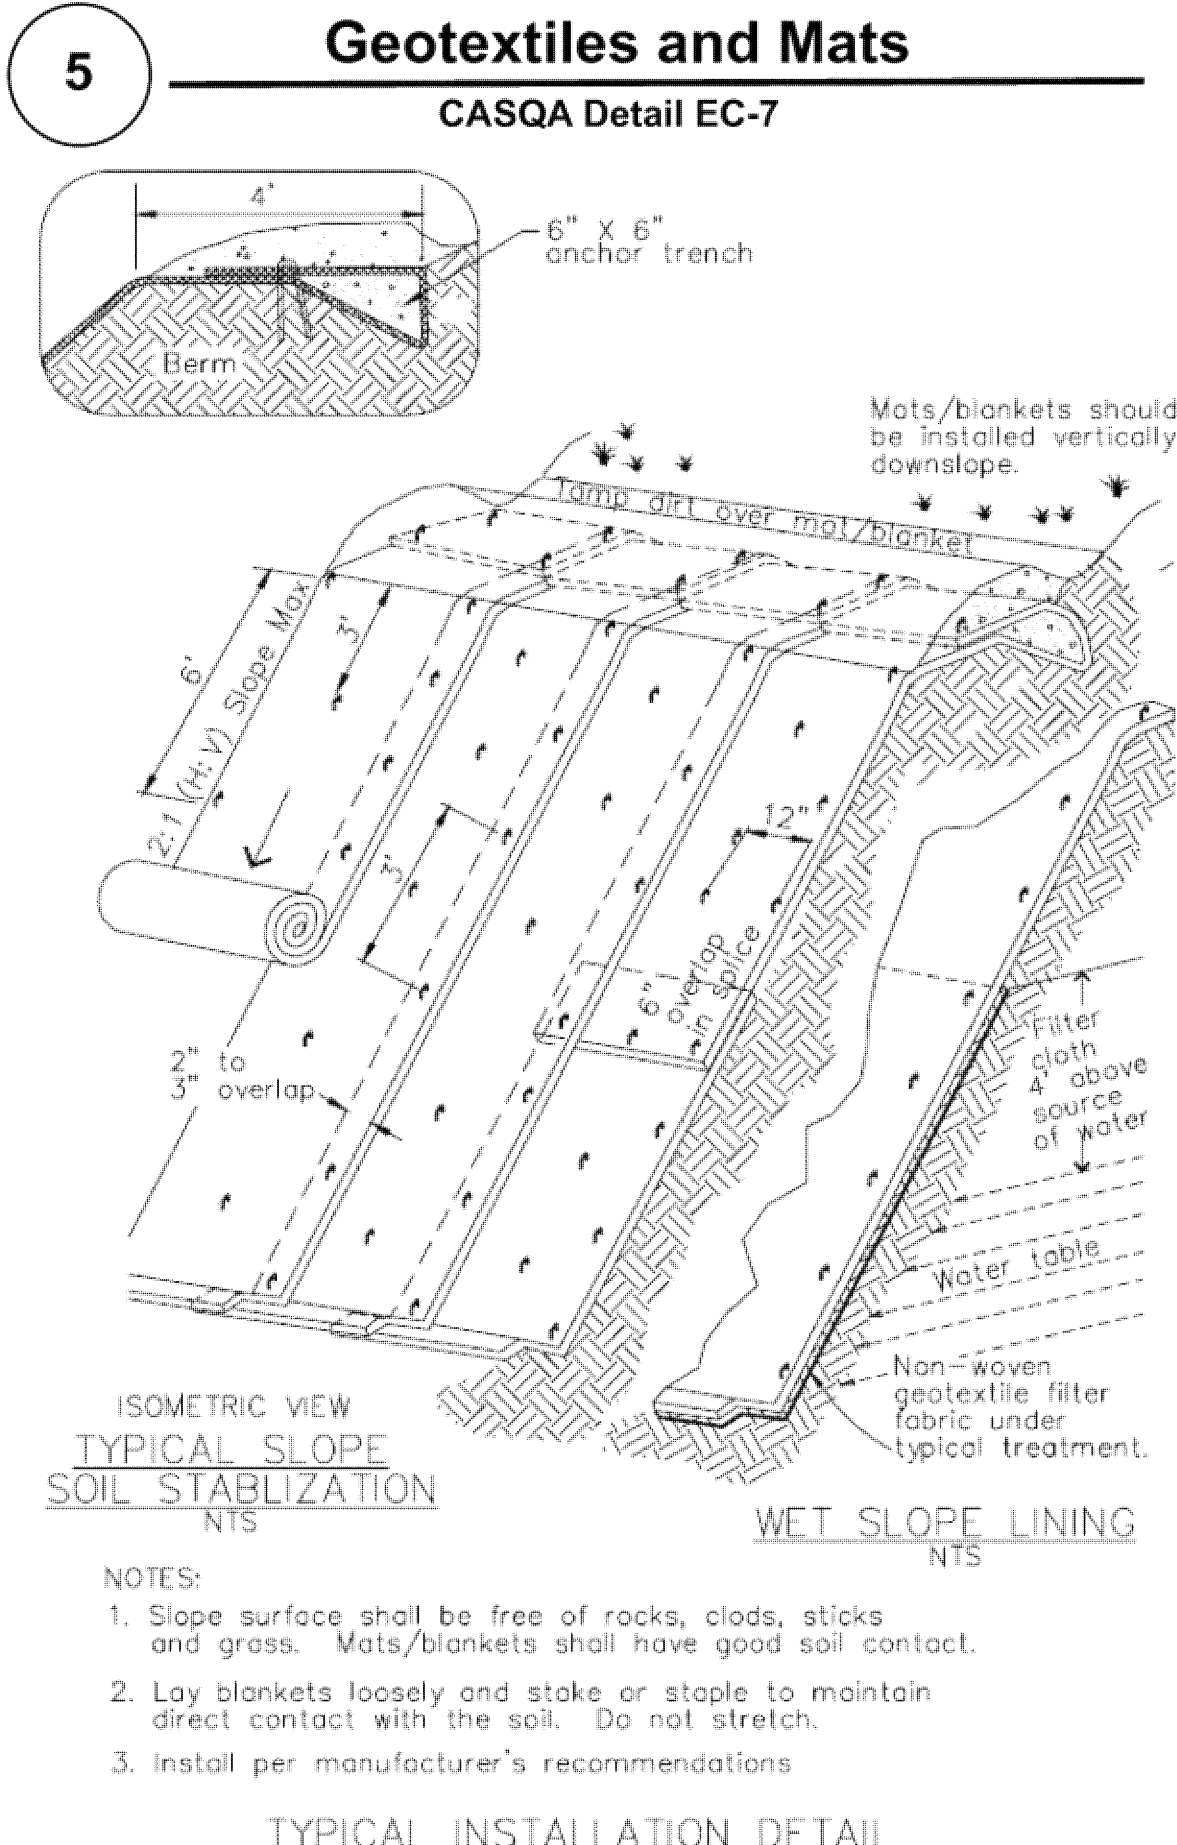 5
Geotextiles and Mats
CASQA Detail EC-7
4'
6" X 6"
anchor trench
Berm
Mats/blankets should
be installed vertically
downslope.
Tamp dirt over mat/blanket
6'
2:1 (H:V) Slope Max
3'
3'
12"
6"
overlap
in splice
2" to
3" overlap
Filter
cloth
4' above
source
of water
Water table
Non-woven
geotextile filter
fabric under
typical treatment.
ISOMETRIC VIEW
TYPICAL SLOPE
SOIL STABLIZATION
NTS
WET SLOPE LINING
NTS
NOTES:
1. Slope surface shall be free of rocks, clods, sticks
and grass. Mats/blankets shall have good soil contact.
2. Lay blankets loosely and stake or staple to maintain
direct contact with the soil. Do not stretch.
3. Install per manufacturer's recommendations
TYPICAL INSTALLATION DETAIL